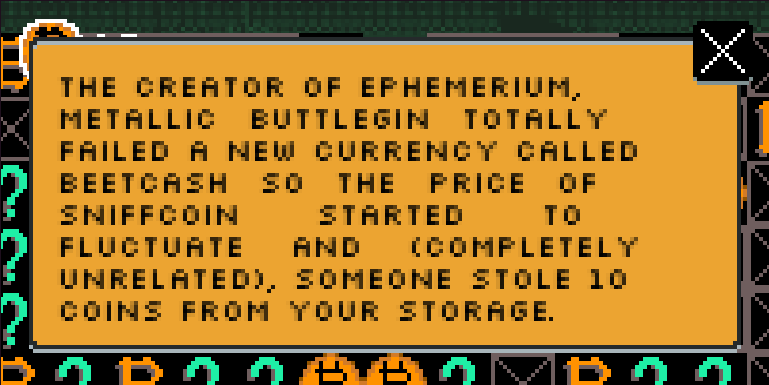 THE CREATOR OF EPHEMERIUM,
METALLIC BUTTLEGIN TOTALLY
FAILED A NEW CURRENCY CALLED
BEETCASH SO THE PRICE OF
SNIFFCOIN STARTED TO
FLUCTUATE AND (COMPLETELY
UNRELATED), SOMEONE STOLE 10
COINS FROM YOUR STORAGE.